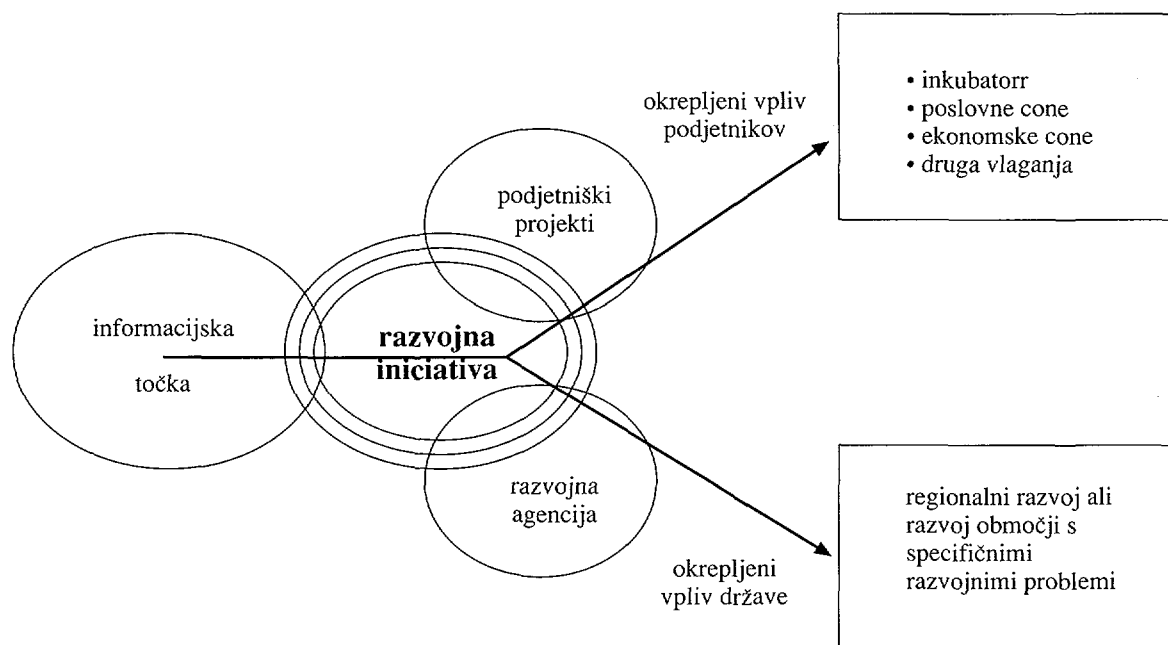 informacijska
točka
razvojna
iniciativa
podjetniški
projekti
razvojna
agencija
okrepljeni vpliv
podjetnikov
• inkubatorr
• poslovne cone
• ekonomske cone
• druga vlaganja
okrepljeni
vpliv države
regionalni razvoj ali
razvoj območji s
specifičnimi
razvojnimi problemi